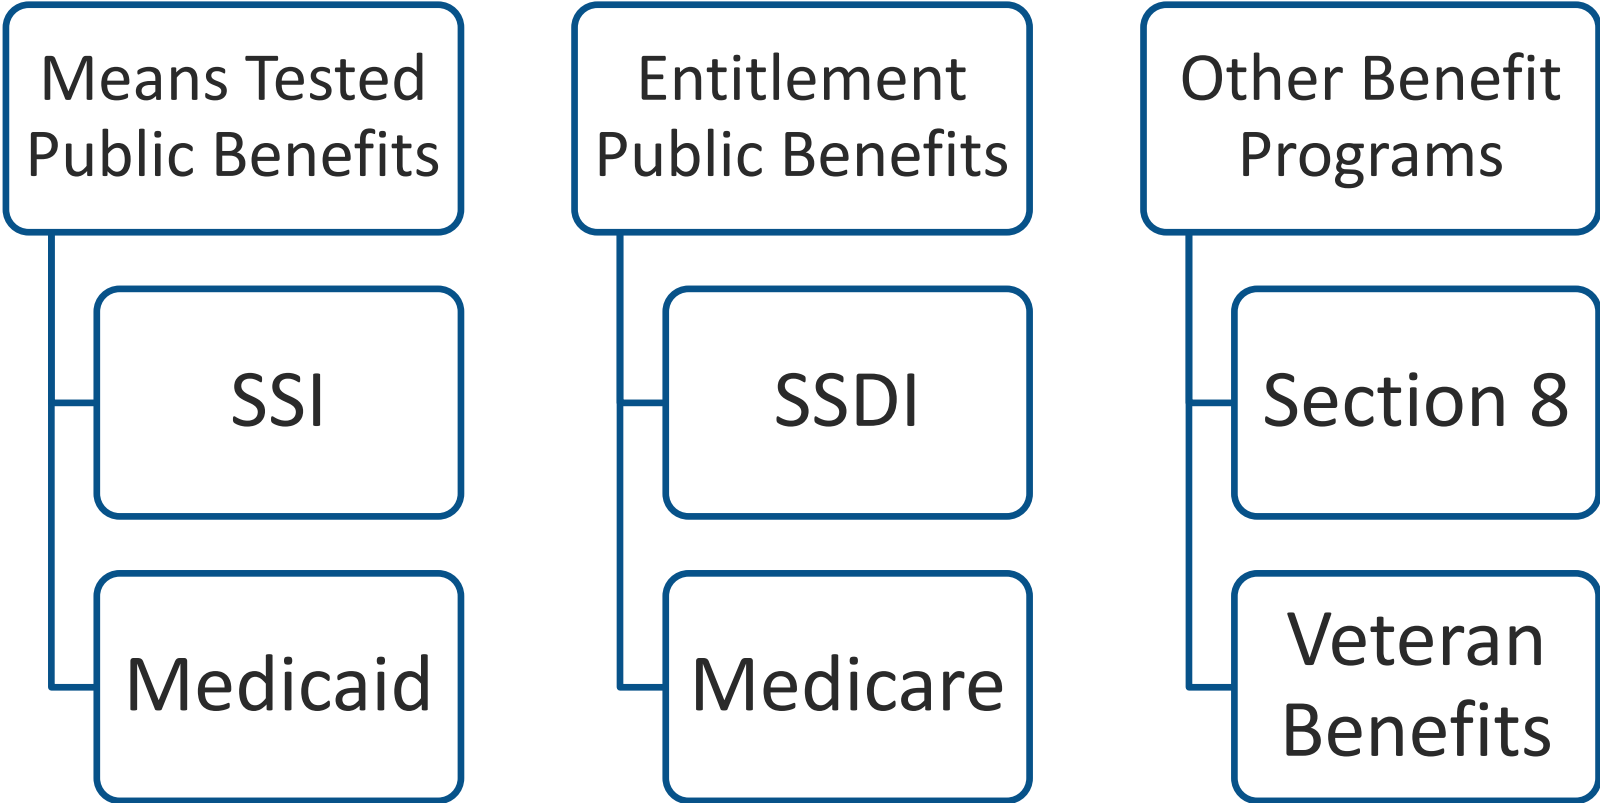 Means Tested
Public Benefits
SSI
Medicaid
Entitlement
Public Benefits
SSDI
Medicare
Other Benefit
Programs
Section 8
Veteran
Benefits